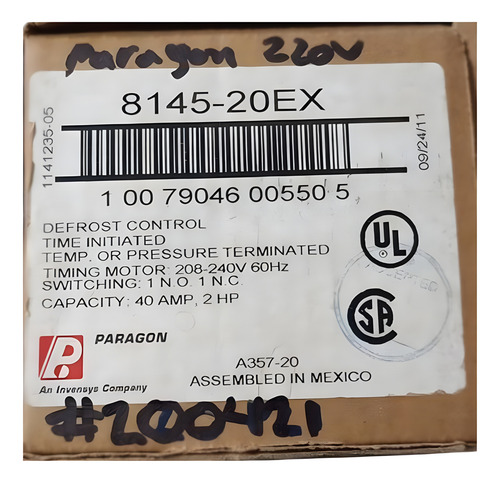 Paragon 220V
8145-20EX
1141235-05
09/24/11
1 00 79046 00550 5
DEFROST CONTROL
TIME INITIATED
TEMP. OR PRESSURE TERMINATED
TIMING MOTOR: 208-240V 60Hz
SWITCHING: 1 N.O. 1 N.C.
CAPACITY: 40 AMP, 2 HP
UL
SA
P
PARAGON
An Invensys Company
A357-20
ASSEMBLED IN MEXICO
#2004121